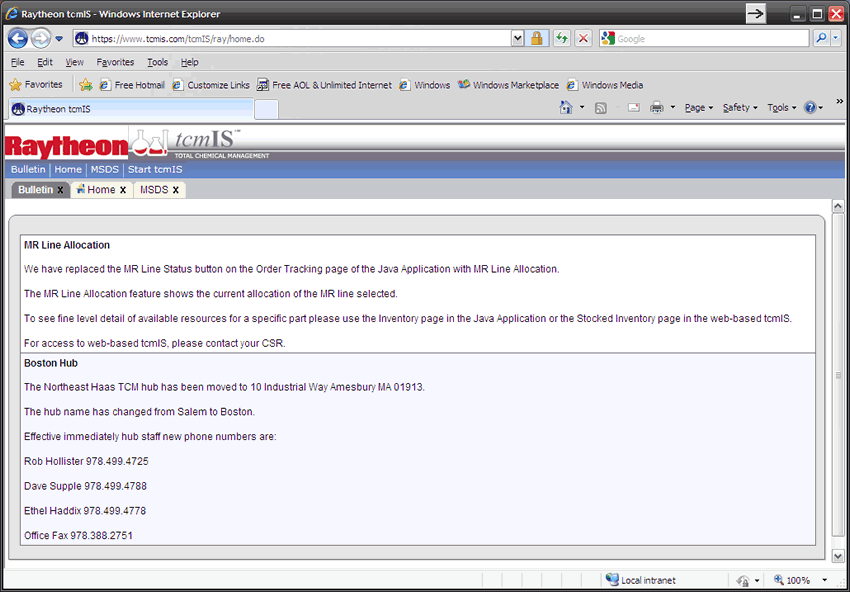 Raytheon tcmIS - Windows Internet Explorer
https://www.tcmis.com/tcmIS/ray/home.do
Google
File Edit View Favorites Tools Help
Favorites Free Hotmail Customize Links Free AOL & Unlimited Internet Windows Windows Marketplace Windows Media
Raytheon tcmIS Page Safety Tools »
Raytheon tcmIS™
TOTAL CHEMICAL MANAGEMENT
Bulletin | Home | MSDS | Start tcmIS
Bulletin x Home x MSDS x
MR Line Allocation
We have replaced the MR Line Status button on the Order Tracking page of the Java Application with MR Line Allocation.
The MR Line Allocation feature shows the current allocation of the MR line selected.
To see fine level detail of available resources for a specific part please use the Inventory page in the Java Application or the Stocked Inventory page in the web-based tcmIS.
For access to web-based tcmIS, please contact your CSR.
Boston Hub
The Northeast Haas TCM hub has been moved to 10 Industrial Way Amesbury MA 01913.
The hub name has changed from Salem to Boston.
Effective immediately hub staff new phone numbers are:
Rob Hollister 978.499.4725
Dave Supple 978.499.4788
Ethel Haddix 978.499.4778
Office Fax 978.388.2751
Local intranet 100%